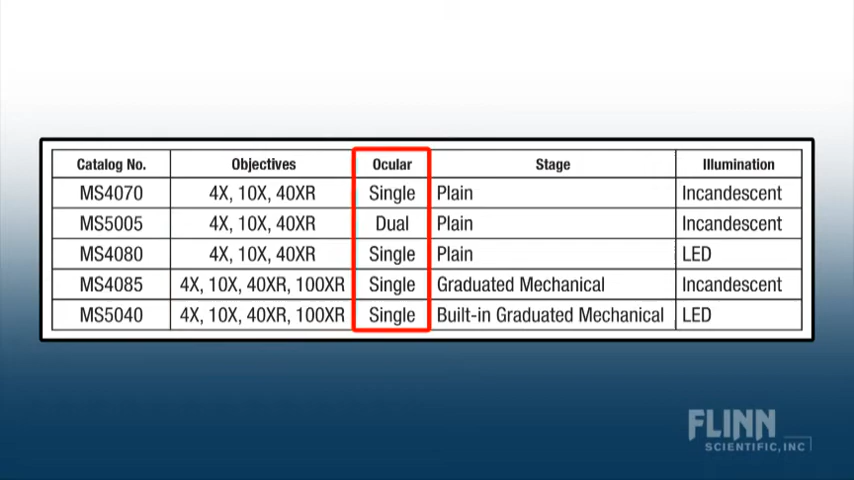 Catalog No. Objectives Ocular Stage Illumination
MS4070 4X, 10X, 40XR Single Plain Incandescent
MS5005 4X, 10X, 40XR Dual Plain Incandescent
MS4080 4X, 10X, 40XR Single Plain LED
MS4085 4X, 10X, 40XR, 100XR Single Graduated Mechanical Incandescent
MS5040 4X, 10X, 40XR, 100XR Single Built-in Graduated Mechanical LED
FLINN
SCIENTIFIC, INC